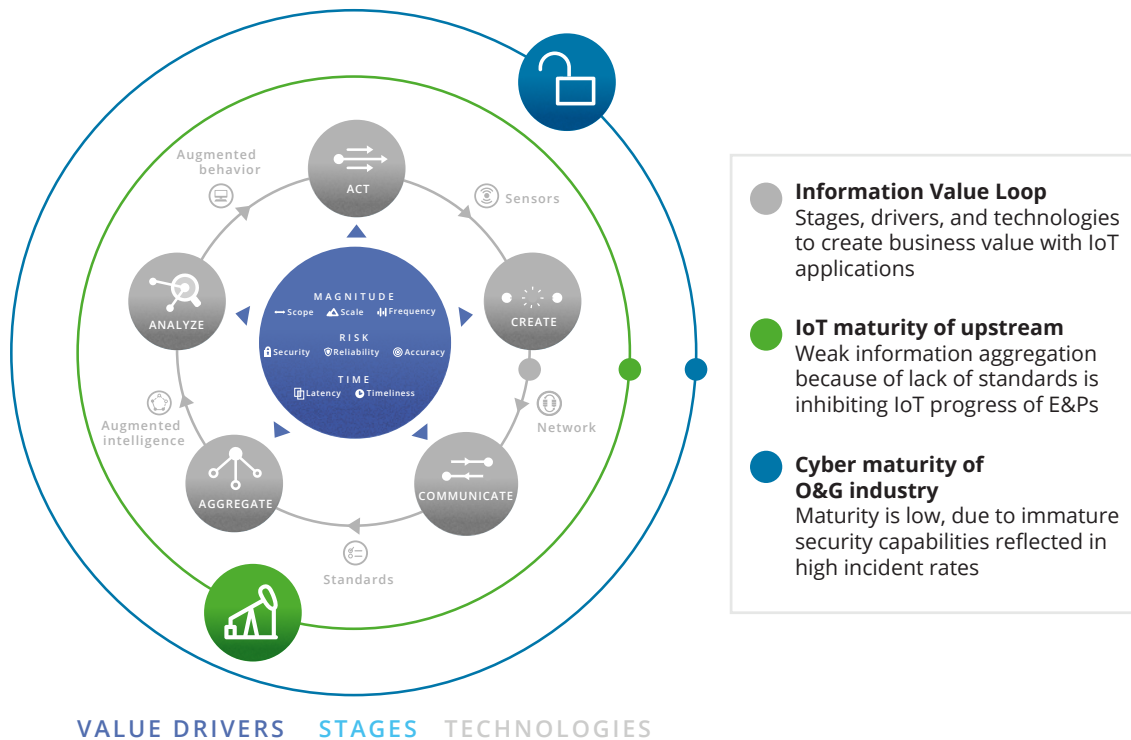 Augmented
behavior
ACT
Sensors
ANALYZE
MAGNITUDE
Scope Scale Frequency
RISK
Security Reliability Accuracy
TIME
Latency Timeliness
CREATE
Augmented
intelligence
Network
AGGREGATE
COMMUNICATE
Standards
Information Value Loop
Stages, drivers, and technologies
to create business value with IoT
applications
IoT maturity of upstream
Weak information aggregation
because of lack of standards is
inhibiting IoT progress of E&Ps
Cyber maturity of
O&G industry
Maturity is low, due to immature
security capabilities reflected in
high incident rates
VALUE DRIVERS STAGES TECHNOLOGIES